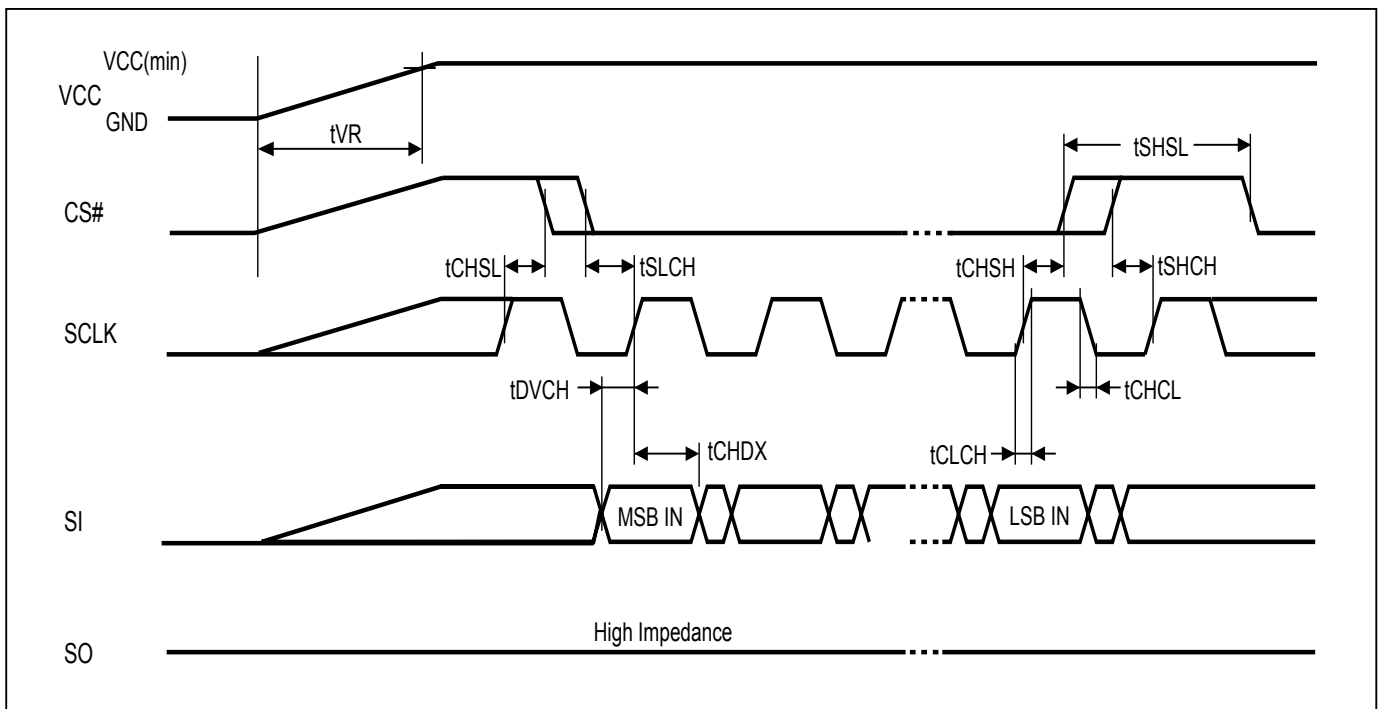 VCC(min)
VCC
GND
tVR
tSHSL
CS#
tCHSL
tSLCH
tCHSH
tSHCH
SCLK
tDVCH
tCHCL
tCHDX
tCLCH
SI
MSB IN
LSB IN
High Impedance
SO